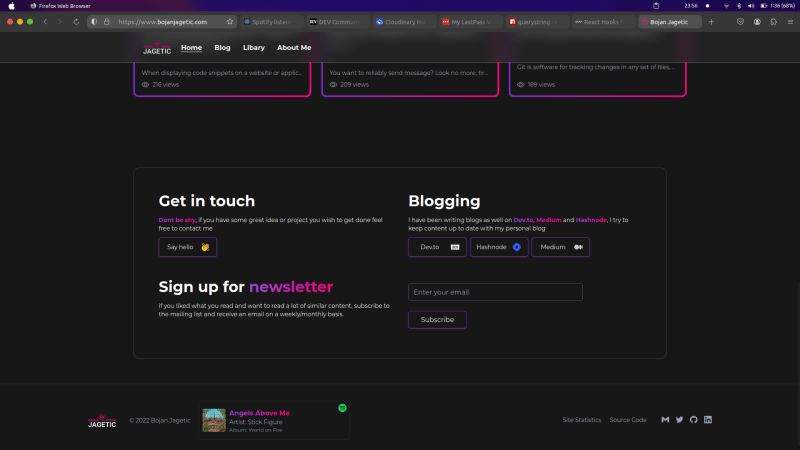 Firefox Web Browser
23:56
1:36 (68%)
https://www.bojanjagetic.com
Spotify listen
DEV Commun
Cloudinary
My LastPass
querystring
React Hooks
Bojan Jagetic
JAGETIC
Home
Blog
Libary
About Me
When displaying code snippets on a website or applic...
You want to reliably send message? Look no more,
Git is software for tracking changes in any set of files, ...
216 views
209 views
189 views
Get in touch
Dont be shy, if you have some great idea or project you wish to get done feel
free to contact me
Say hello
Blogging
I have been writing blogs as well on Dev.to, Medium and Hashnode, I try to
keep content up to date with my personal blog
Dev.to
Hashnode
Medium
Sign up for newsletter
if you liked what you read and want to read a lot of similar content, subscribe to
the mailing list and receive an email on a weekly/monthly basis.
Enter your email
Subscribe
JAGETIC
© 2022 Bojan Jagetic
Angels Above Me
Artist: Stick Figure
Album: World on Fire
Site Statistics
Source Code